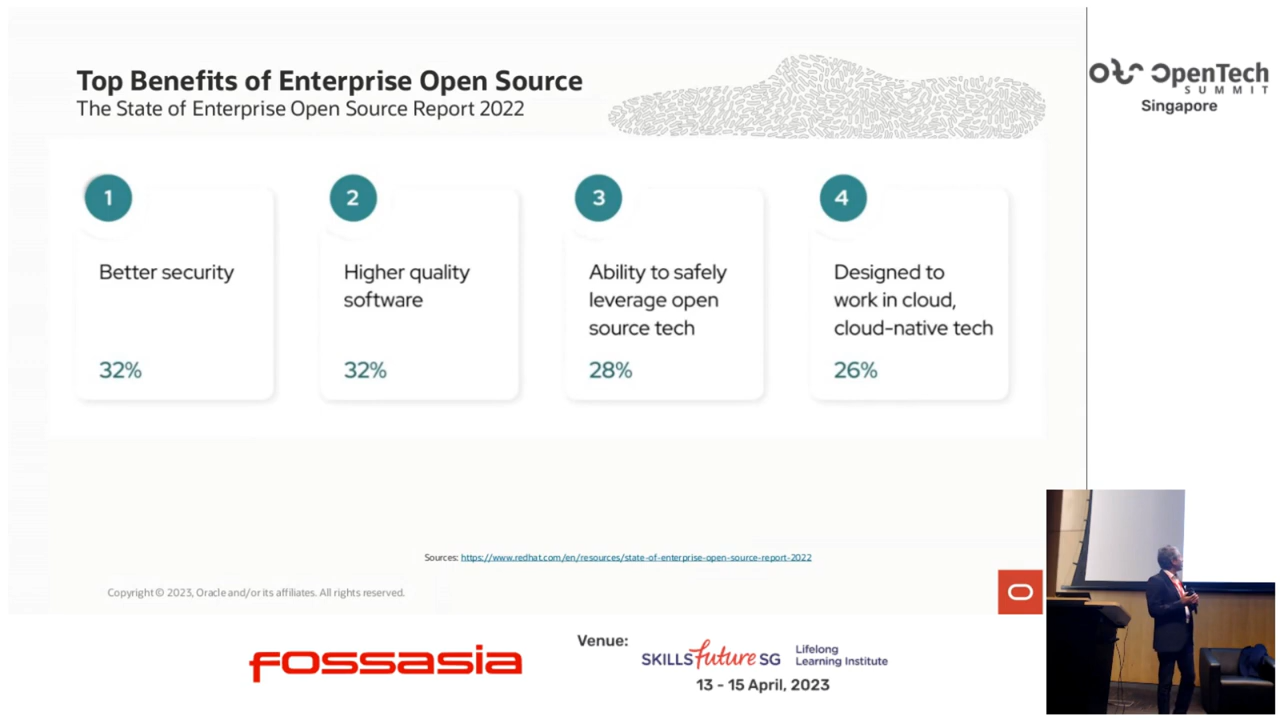 Top Benefits of Enterprise Open Source
The State of Enterprise Open Source Report 2022
1
Better security
32%
2
Higher quality
software
32%
3
Ability to safely
leverage open
source tech
28%
4
Designed to
work in cloud,
cloud-native tech
26%
Sources: https://www.redhat.com/en/resources/state-of-enterprise-open-source-report-2022
Copyright © 2023, Oracle and/or its affiliates. All rights reserved.
OpenTech
SUMMIT
Singapore
fossasia
Venue:
SKILLSfuture SG
Lifelong
Learning Institute
13 - 15 April, 2023